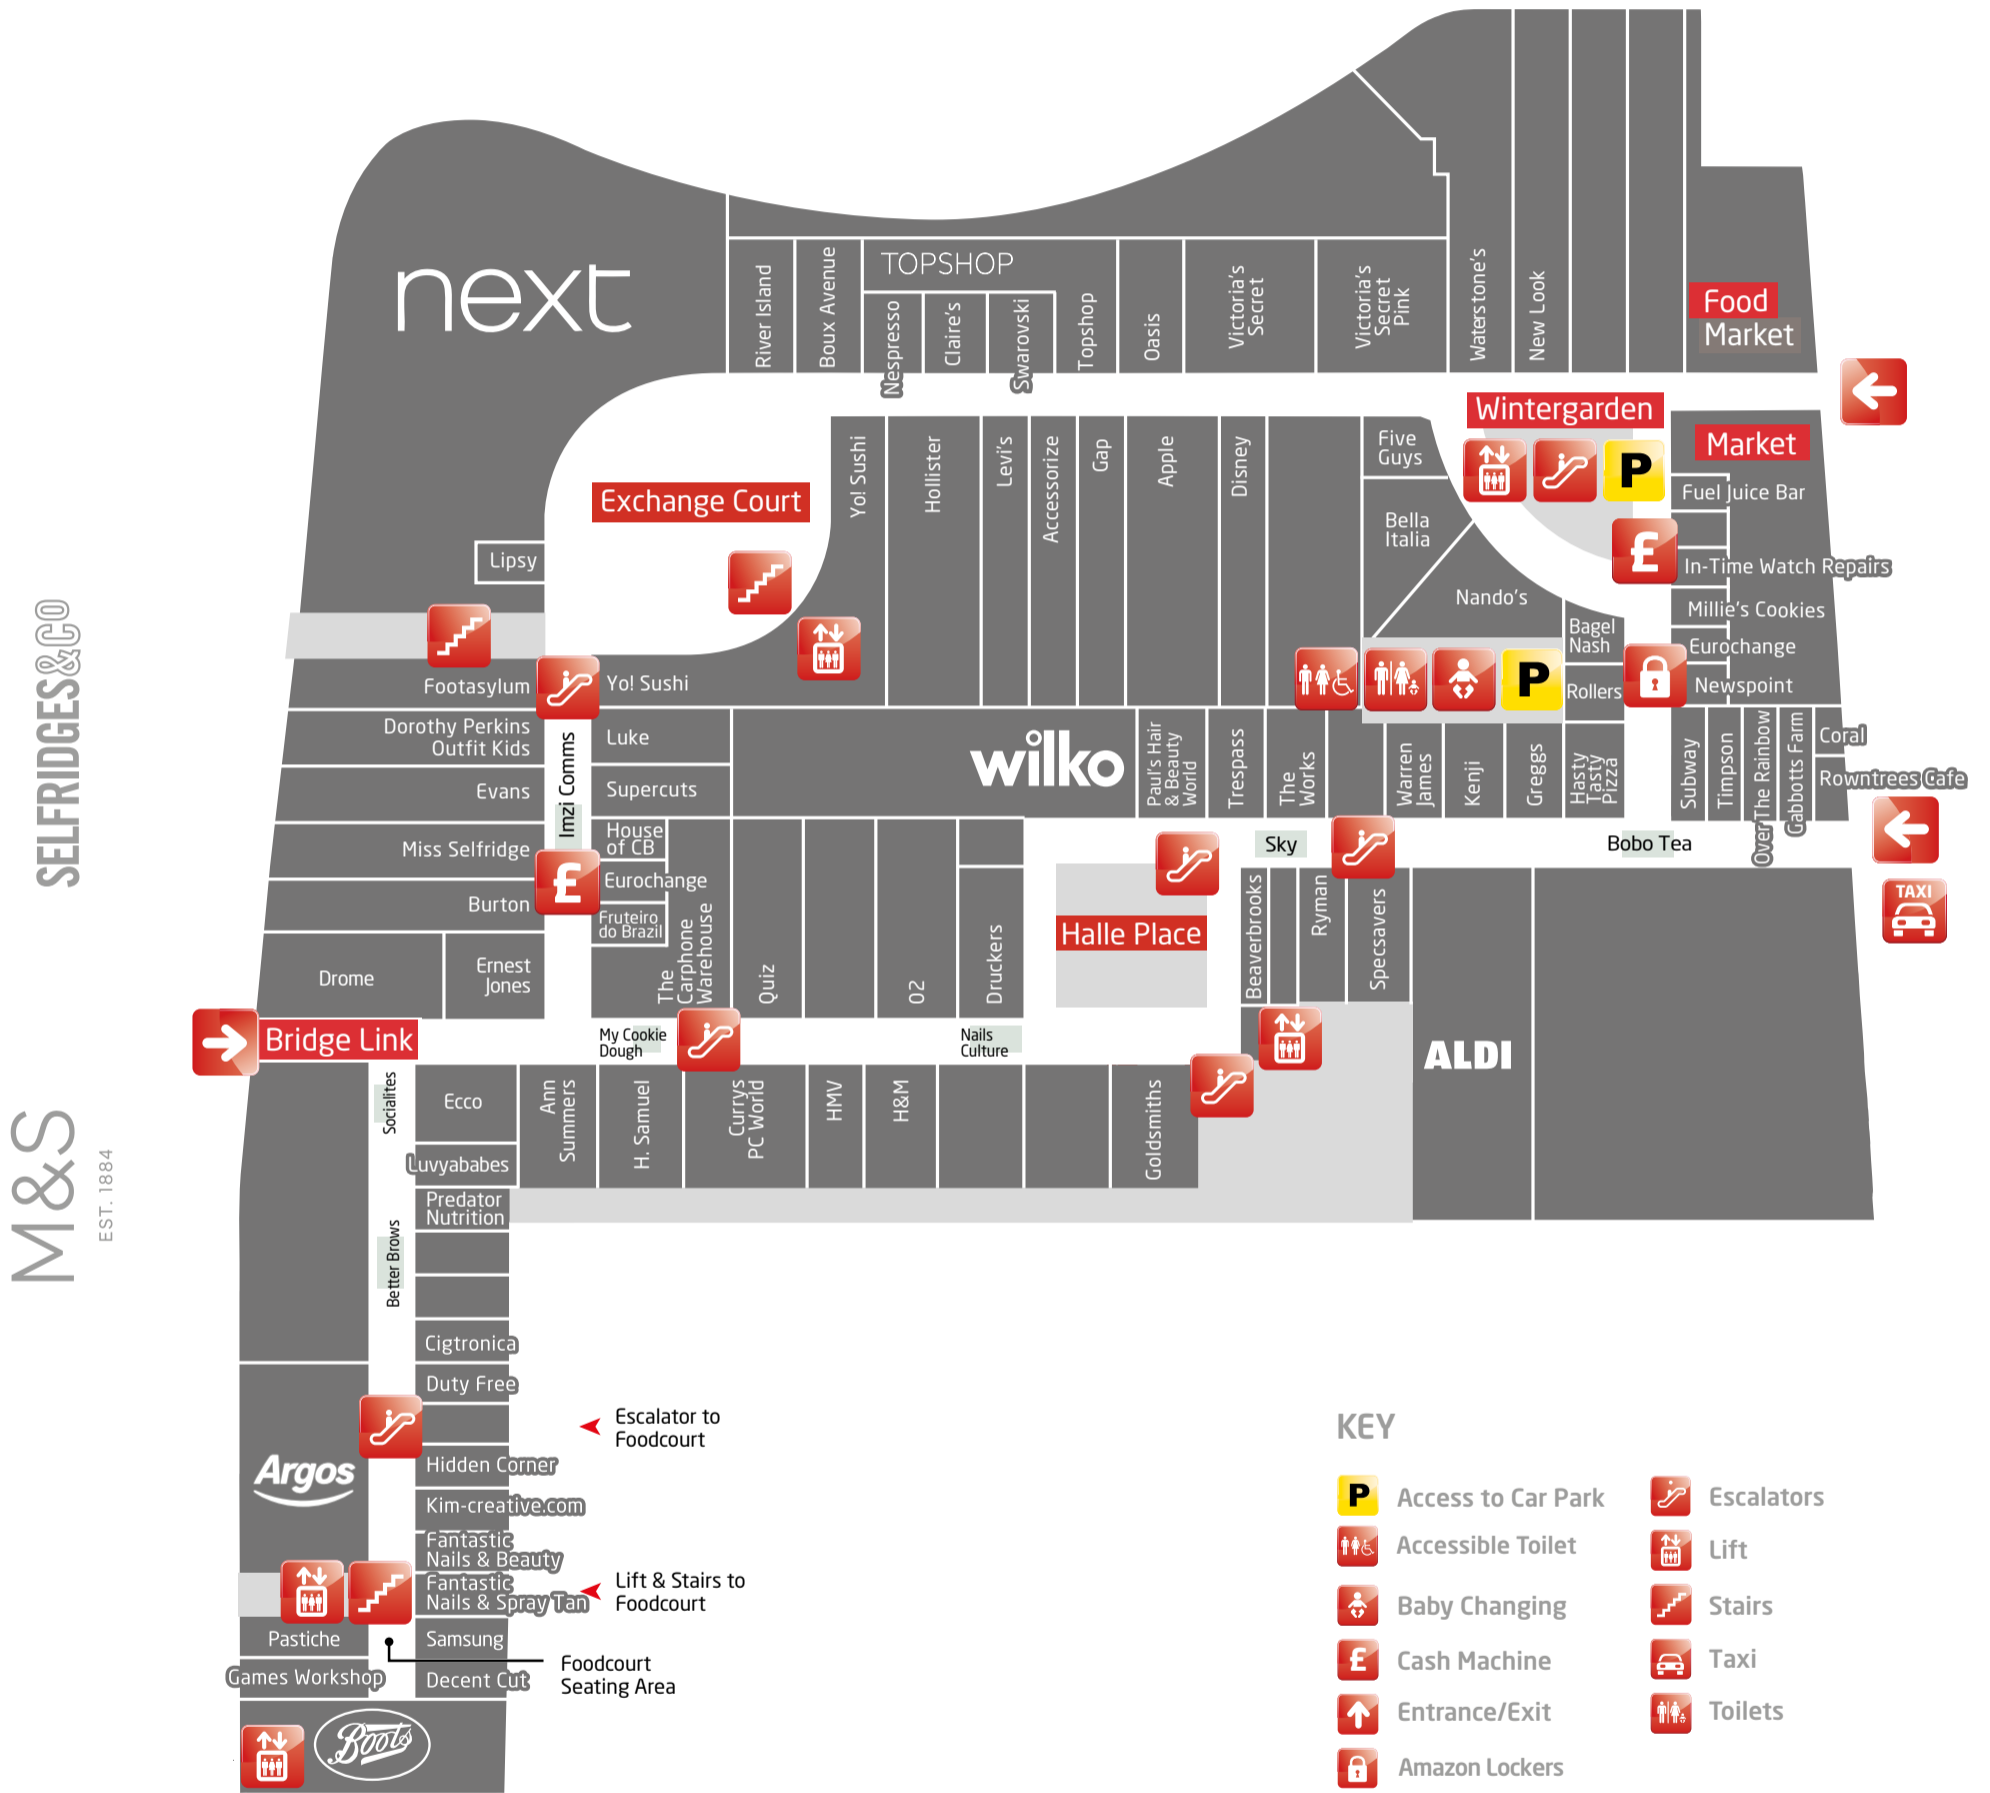 next
River Island
Boux Avenue
TOPSHOP
Nespresso
Claire's
Swarovski
Topshop
Oasis
Victoria's
Secret
Victoria's
Secret
Pink
Waterstone's
New Look
Food
Market
Wintergarden
Market
P
Fuel Juice Bar
£
In-Time Watch Repairs
Millie's Cookies
Eurochange
Newspoint
Exchange Court
Yo! Sushi
Hollister
Levi's
Accessorize
Gap
Apple
Disney
Five
Guys
Bella
Italia
Nando's
Bagel
Nash
Rollers
P
Lipsy
SELFRIDGES&CO
Footasylum
Yo! Sushi
Dorothy Perkins
Outfit Kids
Evans
Miss Selfridge
Burton
Drome
Ernest
Jones
Imzi Comms
£
Luke
Supercuts
House
of CB
Eurochange
Fruteiro
do Brazil
The
Carphone
Warehouse
Quiz
O2
Druckers
wilko
Paul's Hair
& Beauty
World
Trespass
The
Works
Warren
James
Kenji
Greggs
Hasty
Tasty
Pizza
Subway
Timpson
Over The Rainbow
Gabbotts Farm
Coral
Rowntrees Cafe
Sky
Bobo Tea
TAXI
Halle Place
Beaverbrooks
Ryman
Specsavers
ALDI
Bridge Link
My Cookie
Dough
Nails
Culture
M&S
EST. 1884
Socialites
Better Brows
Ecco
Luvyababes
Predator
Nutrition
Ann
Summers
H. Samuel
Currys
PC World
HMV
H&M
Goldsmiths
Cigtronica
Duty Free
Hidden Corner
Kim-creative.com
Fantastic
Nails & Beauty
Fantastic
Nails & Spray Tan
Samsung
Decent Cut
Argos
Pastiche
Games Workshop
Boots
Escalator to
Foodcourt
Lift & Stairs to
Foodcourt
Foodcourt
Seating Area
KEY
P
Access to Car Park
Accessible Toilet
Baby Changing
£
Cash Machine
Entrance/Exit
Amazon Lockers
Escalators
Lift
Stairs
Taxi
Toilets